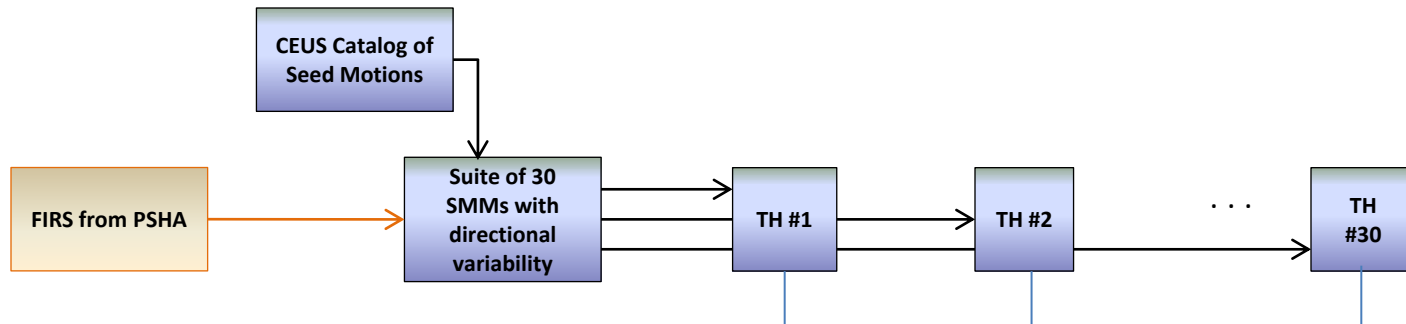 CEUS Catalog of
Seed Motions
FIRS from PSHA
Suite of 30
SMMs with
directional
variability
TH #1
TH #2
. . .
TH
#30